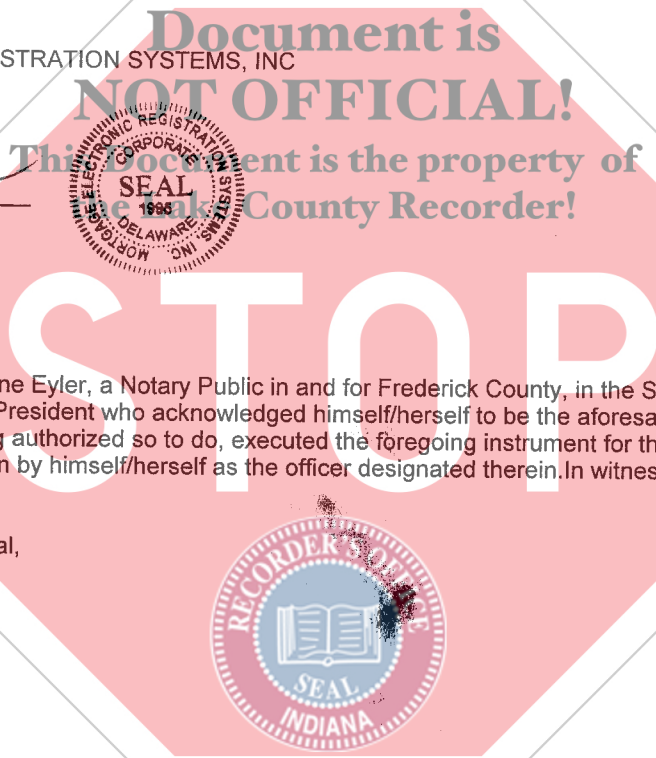 Document is
STRATION SYSTEMS, INC
NOT OFFICIAL!
This Document is the property of
the Lake County Recorder!
MORTGAGE ELECTRONIC REGISTRATION SYSTEMS, INC
CORPORATE
SEAL
1995
DELAWARE
STOP
ne Eyler, a Notary Public in and for Frederick County, in the S
President who acknowledged himself/herself to be the aforesa
g authorized so to do, executed the foregoing instrument for th
n by himself/herself as the officer designated therein.In witnes
al,
RECORDER'S OFFICE
SEAL
INDIANA